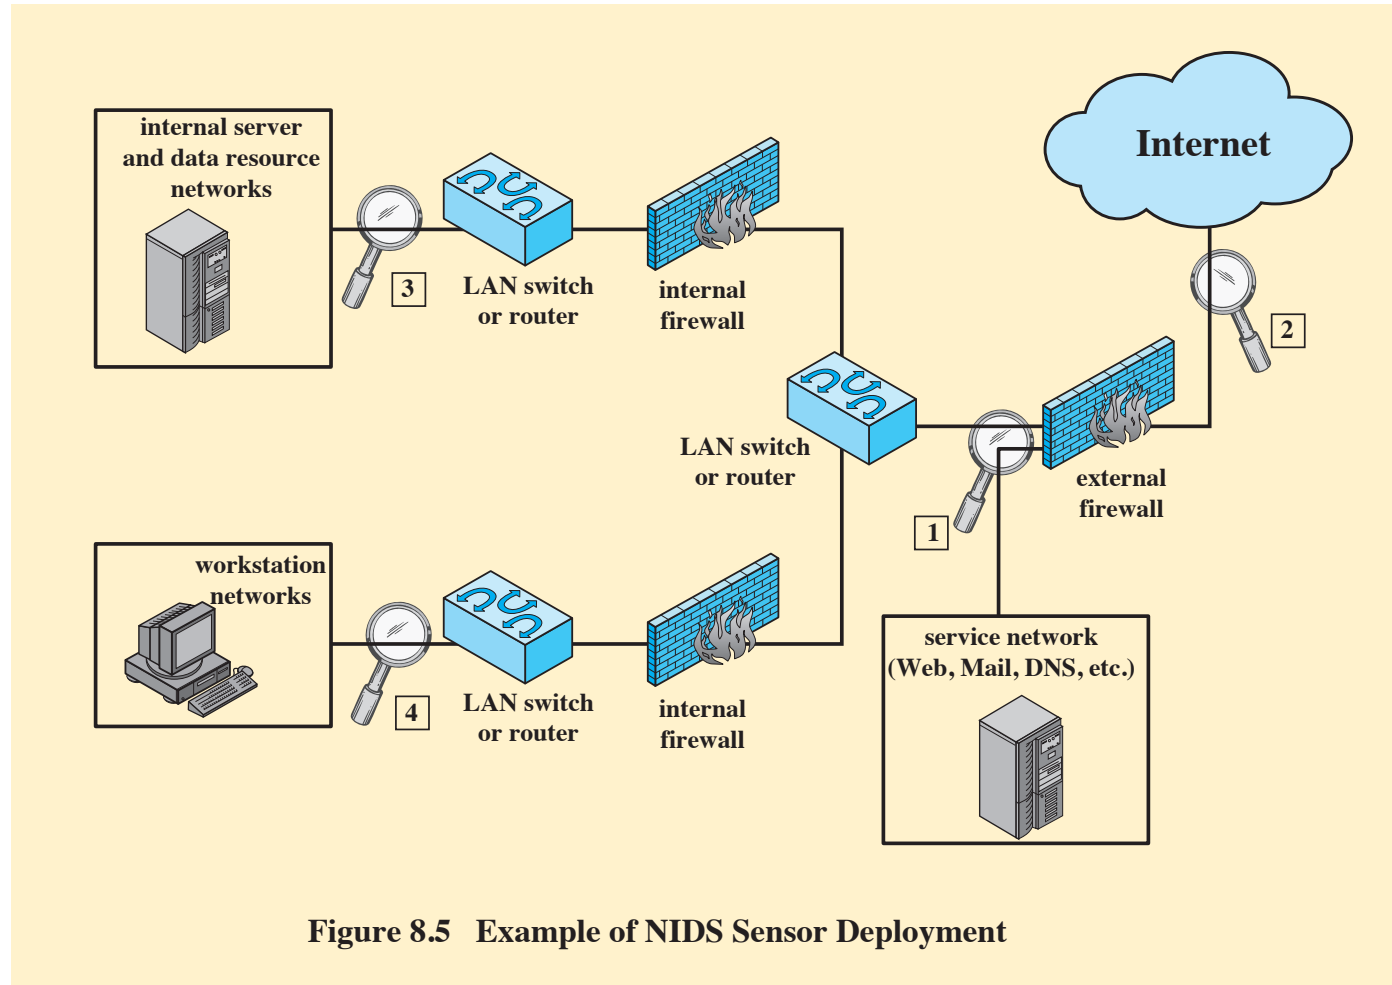 internal server
and data resource
networks
3
LAN switch
or router
internal
firewall
Internet
2
LAN switch
or router
1
external
firewall
workstation
networks
4
LAN switch
or router
internal
firewall
service network
(Web, Mail, DNS, etc.)
Figure 8.5 Example of NIDS Sensor Deployment